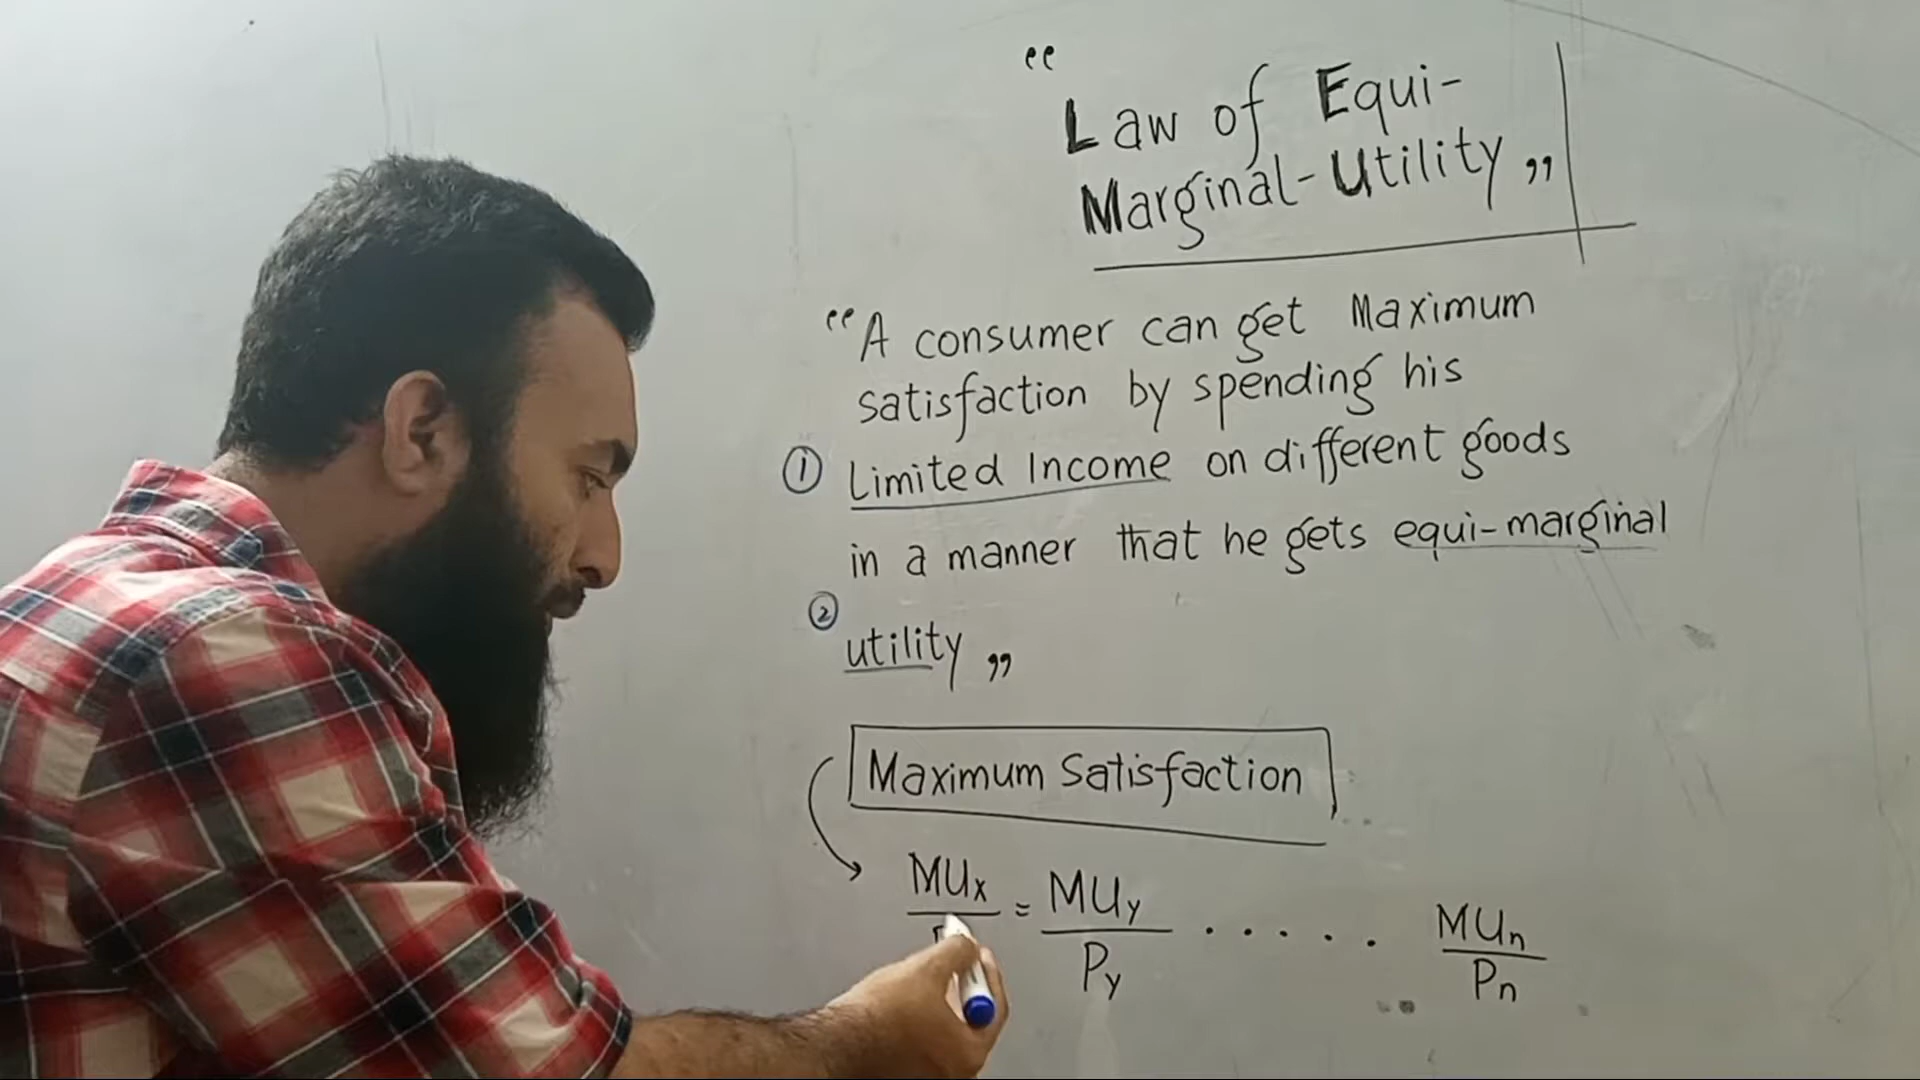 “Law of Equi-
Marginal-Utility”
“A consumer can get Maximum
satisfaction by spending his
① Limited Income on different goods
in a manner that he gets equi-marginal
②
utility”
Maximum Satisfaction
MUx = MUy ..... MUn
Py Pn